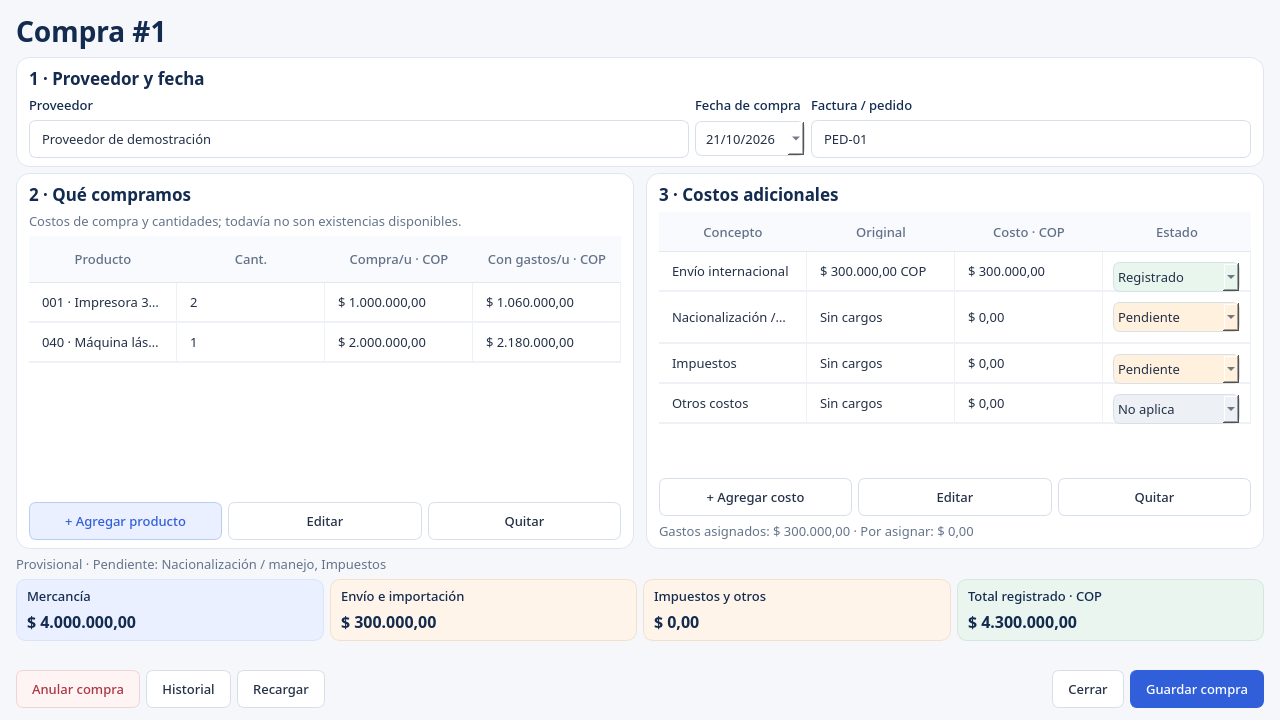 Compra #1
1 · Proveedor y fecha
Proveedor
Fecha de compra
Factura / pedido
Proveedor de demostración
21/10/2026
PED-01
2 · Qué compramos
Costos de compra y cantidades; todavía no son existencias disponibles.
Producto Cant. Compra/u · COP Con gastos/u · COP
001 · Impresora 3... 2 $ 1.000.000,00 $ 1.060.000,00
040 · Máquina lás... 1 $ 2.000.000,00 $ 2.180.000,00
+ Agregar producto Editar Quitar
3 · Costos adicionales
Concepto Original Costo · COP Estado
Envío internacional $ 300.000,00 COP $ 300.000,00 Registrado
Nacionalización /... Sin cargos $ 0,00 Pendiente
Impuestos Sin cargos $ 0,00 Pendiente
Otros costos Sin cargos $ 0,00 No aplica
+ Agregar costo Editar Quitar
Gastos asignados: $ 300.000,00 · Por asignar: $ 0,00
Provisional · Pendiente: Nacionalización / manejo, Impuestos
Mercancía
$ 4.000.000,00
Envío e importación
$ 300.000,00
Impuestos y otros
$ 0,00
Total registrado · COP
$ 4.300.000,00
Anular compra Historial Recargar Cerrar Guardar compra